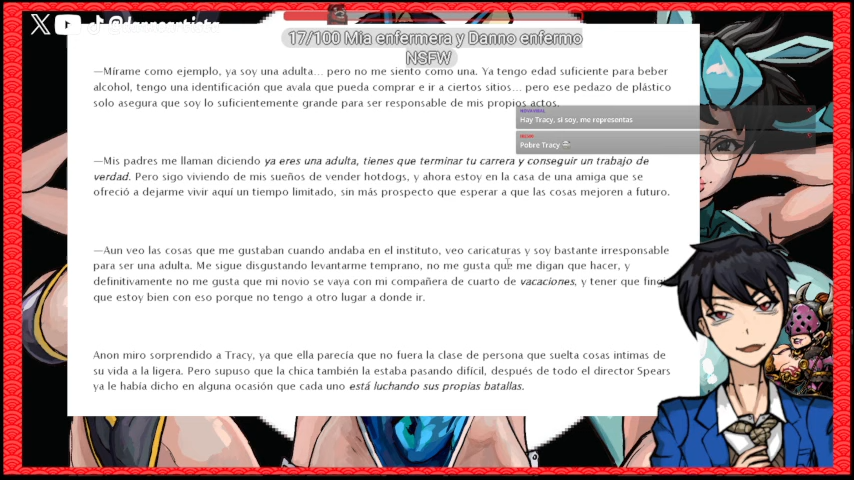 @dannoartista
17/100 Mia enfermera y Danno enfermo
NSFW
—Mírame como ejemplo, ya soy una adulta… pero no me siento como una. Ya tengo edad suficiente para beber
alcohol, tengo una identificación que avala que pueda comprar e ir a ciertos sitios… pero ese pedazo de plástico
solo asegura que soy lo suficientemente grande para ser responsable de mis propios actos.
Hay Tracy, si soy, me representas
Pobre Tracy
—Mis padres me llaman diciendo ya eres una adulta, tienes que terminar tu carrera y conseguir un trabajo de
verdad. Pero sigo viviendo de mis sueños de vender hotdogs, y ahora estoy en la casa de una amiga que se
ofreció a dejarme vivir aquí un tiempo limitado, sin más prospecto que esperar a que las cosas mejoren a futuro.
—Aun veo las cosas que me gustaban cuando andaba en el instituto, veo caricaturas y soy bastante irresponsable
para ser una adulta. Me sigue disgustando levantarme temprano, no me gusta que me digan que hacer, y
definitivamente no me gusta que mi novio se vaya con mi compañera de cuarto de vacaciones, y tener que fingi
que estoy bien con eso porque no tengo a otro lugar a donde ir.
Anon miro sorprendido a Tracy, ya que ella parecía que no fuera la clase de persona que suelta cosas intimas de
su vida a la ligera. Pero supuso que la chica también la estaba pasando difícil, después de todo el director Spears
ya le había dicho en alguna ocasión que cada uno está luchando sus propias batallas.